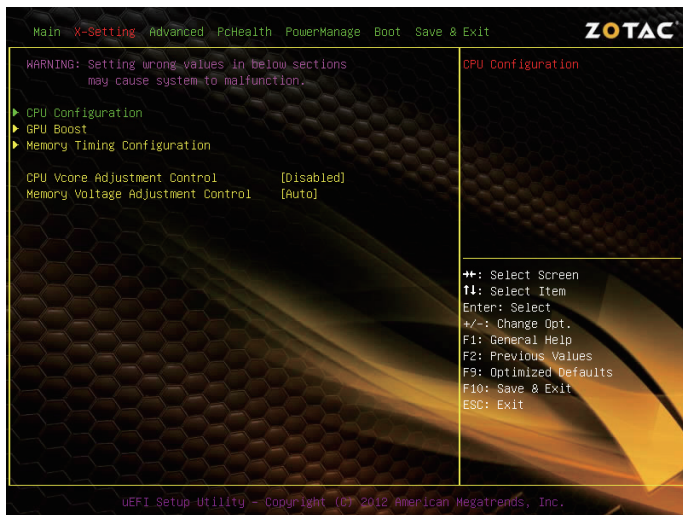 ZOTAC
Main X-Setting Advanced PcHealth PowerManage Boot Save & Exit
WARNING: Setting wrong values in below sections
may cause system to malfunction.
CPU Configuration
GPU Boost
Memory Timing Configuration
CPU Vcore Adjustment Control [Disabled]
Memory Voltage Adjustment Control [Auto]
CPU Configuration
→←: Select Screen
↑↓: Select Item
Enter: Select
+/-: Change Opt.
F1: General Help
F2: Previous Values
F9: Optimized Defaults
F10: Save & Exit
ESC: Exit
uEFI Setup Utility - Copyright (C) 2012 American Megatrends, Inc.